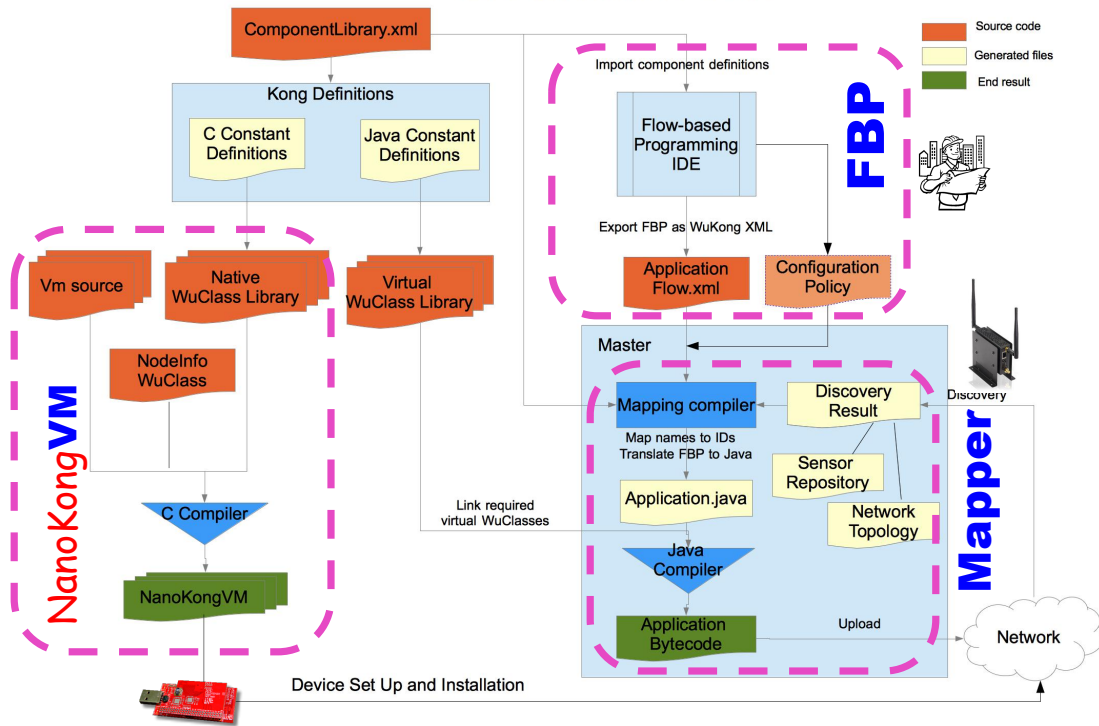 ComponentLibrary.xml
Source code
Generated files
End result
Import component definitions
Kong Definitions
C Constant
Definitions
Java Constant
Definitions
Flow-based
Programming
IDE
FBP
Export FBP as WuKong XML
Vm source
Native
WuClass Library
Virtual
WuClass Library
Application
Flow.xml
Configuration
Policy
NodeInfo
WuClass
Master
Mapping compiler
Discovery
Result
Discovery
Map names to IDs
Translate FBP to Java
Sensor
Repository
Network
Topology
Application.java
Link required
virtual WuClasses
C Compiler
Java
Compiler
NanoKongVM
Mapper
NanoKongVM
Application
Bytecode
Upload
Network
Device Set Up and Installation